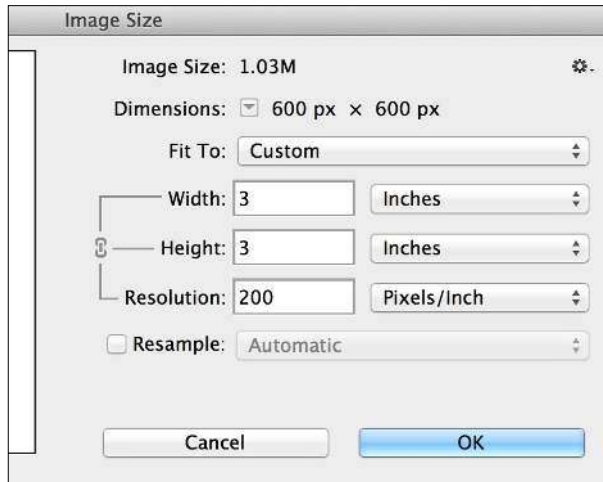 Image Size
Image Size: 1.03M
Dimensions: 600 px × 600 px
Fit To: Custom
Width: 3 Inches
Height: 3 Inches
Resolution: 200 Pixels/Inch
Resample: Automatic
Cancel OK